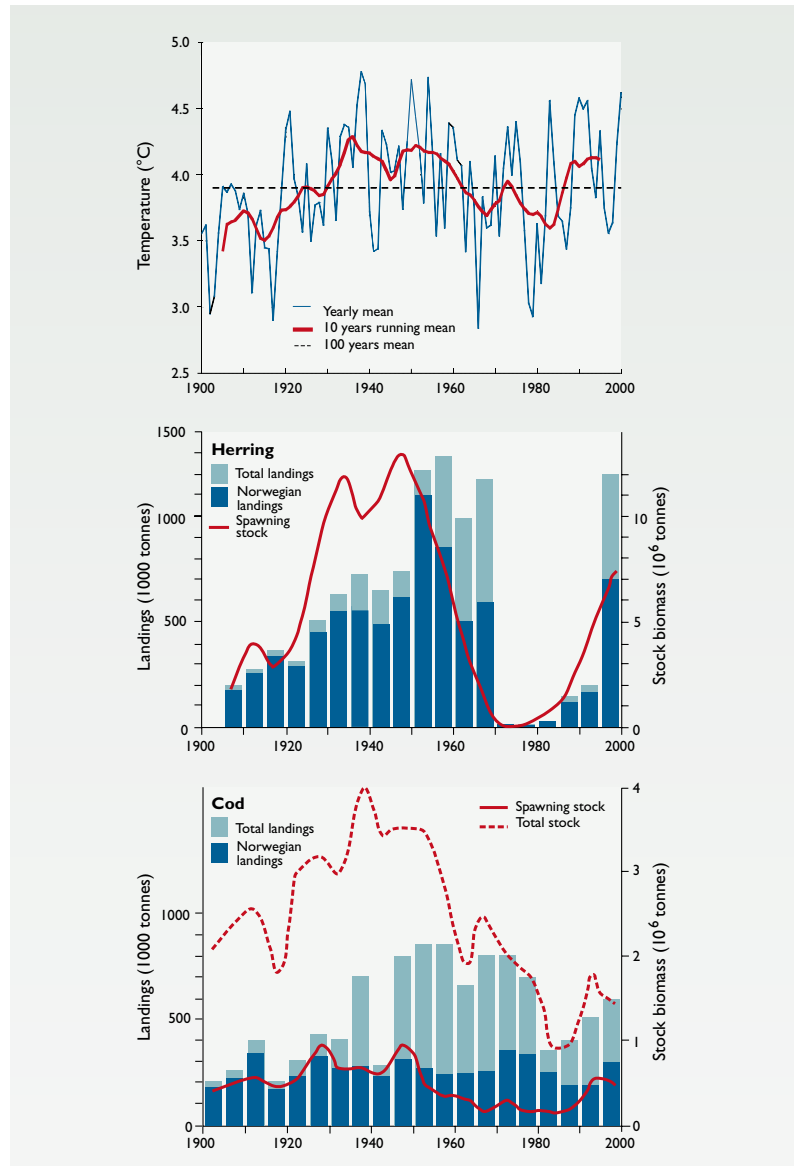 5.0
4.5
4.0
3.5
3.0
2.5
Temperature (°C)
Yearly mean
10 years running mean
100 years mean
1900
1920
1940
1960
1980
2000
1500
1000
500
0
Landings (1000 tonnes)
Herring
Total landings
Norwegian
landings
Spawning
stock
10
5
0
Stock biomass (10⁶ tonnes)
1900
1920
1940
1960
1980
2000
1000
500
0
Landings (1000 tonnes)
Cod
Total landings
Norwegian
landings
Spawning stock
Total stock
4
3
2
1
0
Stock biomass (10⁶ tonnes)
1900
1920
1940
1960
1980
2000